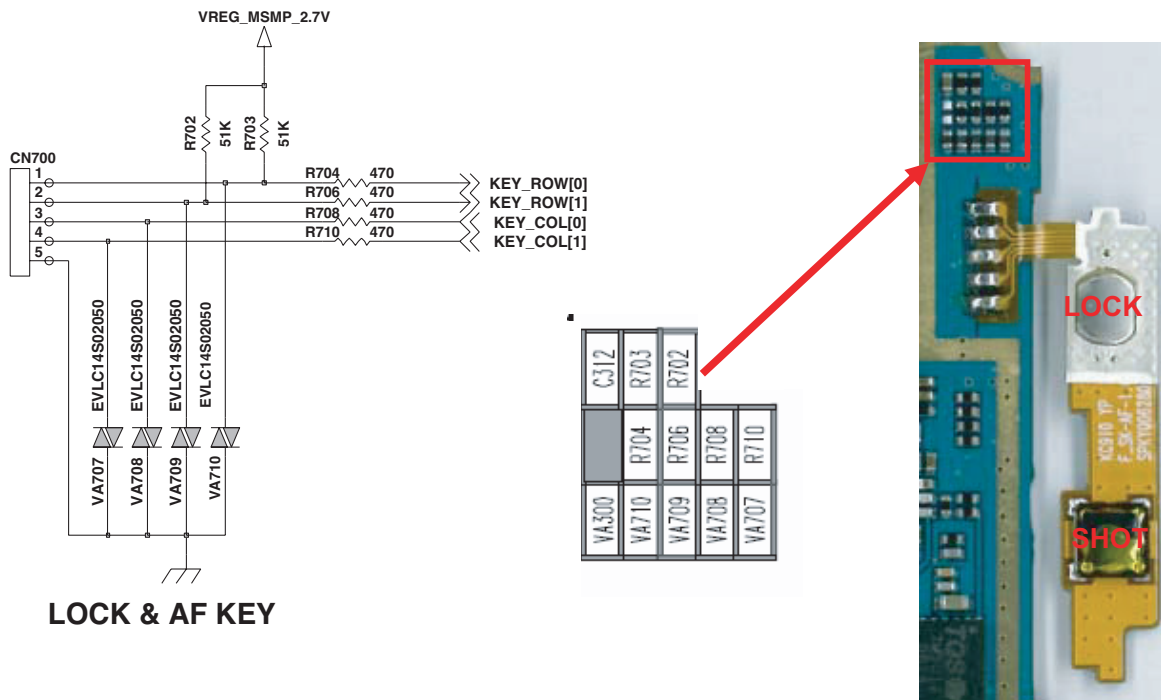 VREG_MSMP_2.7V
R702
51K
R703
51K
CN700
1
2
3
4
5
R704 470
R706 470
R708 470
R710 470
KEY_ROW[0]
KEY_ROW[1]
KEY_COL[0]
KEY_COL[1]
EVLC14S02050
EVLC14S02050
EVLC14S02050
EVLC14S02050
VA707
VA708
VA709
VA710
LOCK & AF KEY
C312 R703 R702
R704 R706 R708 R710
VA300 VA710 VA709 VA708 VA707
LOCK
KC910 YP
SHOT